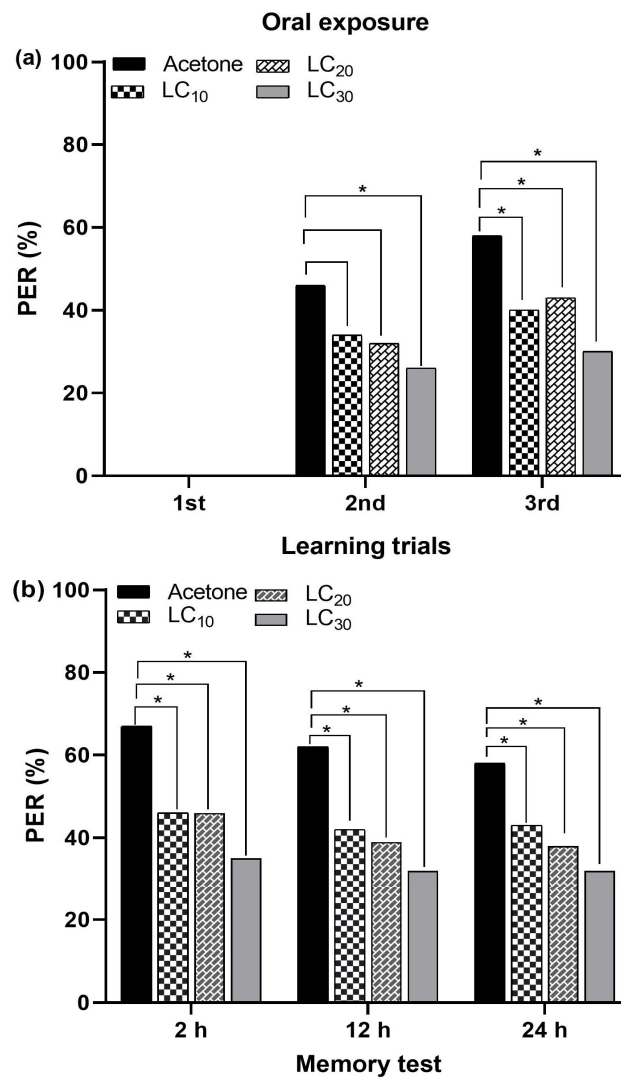 Oral exposure
(a)
Acetone
LC20
LC10
LC30
PER (%)
100
80
60
40
20
0
*
*
*
*
1st
2nd
3rd
Learning trials
(b)
Acetone
LC20
LC10
LC30
PER (%)
100
80
60
40
20
0
*
*
*
*
*
*
*
*
*
2 h
12 h
24 h
Memory test